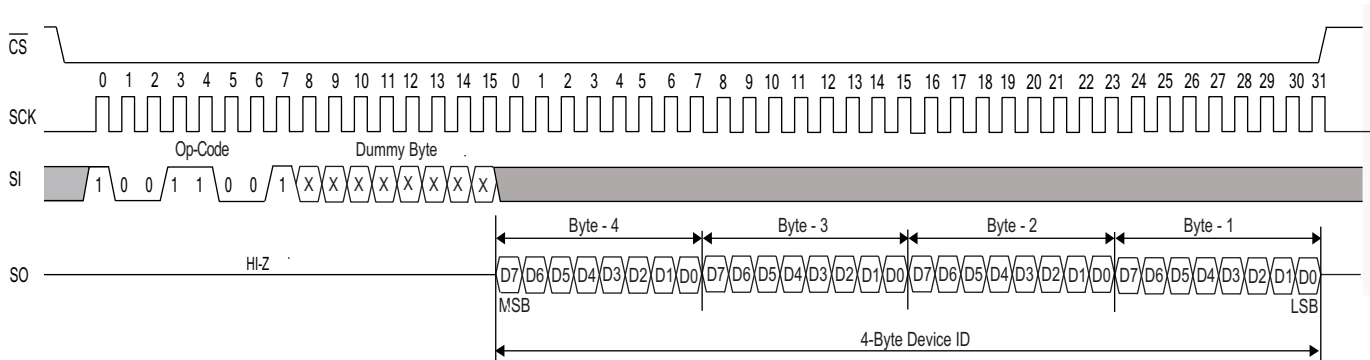 CS
0 1 2 3 4 5 6 7 8 9 10 11 12 13 14 15 0 1 2 3 4 5 6 7 8 9 10 11 12 13 14 15 16 17 18 19 20 21 22 23 24 25 26 27 28 29 30 31
SCK
Op-Code Dummy Byte
SI 1 0 0 1 1 0 0 1 X X X X X X X X
Byte - 4 Byte - 3 Byte - 2 Byte - 1
SO HI-Z D7 D6 D5 D4 D3 D2 D1 D0 D7 D6 D5 D4 D3 D2 D1 D0 D7 D6 D5 D4 D3 D2 D1 D0 D7 D6 D5 D4 D3 D2 D1 D0
MSB LSB
4-Byte Device ID